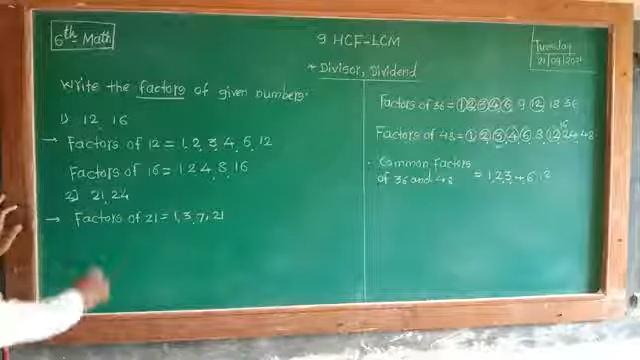 6th Math
9 HCF-LCM
Tuesday
21/09/2021
* Divisor, Dividend
Write the factors of given numbers.
1) 12, 16
→ Factors of 12 = 1, 2, 3, 4, 6, 12
Factors of 16 = 1, 2, 4, 8, 16
2) 21, 24
→ Factors of 21 = 1, 3, 7, 21
Factors of 36 = 1 2 3 4 6 9 12 18 36
16
Factors of 48 = 1 2 3 4 6 8 12 24 48
Common factors
of 36 and 48 = 1, 2, 3, 4, 6, 12